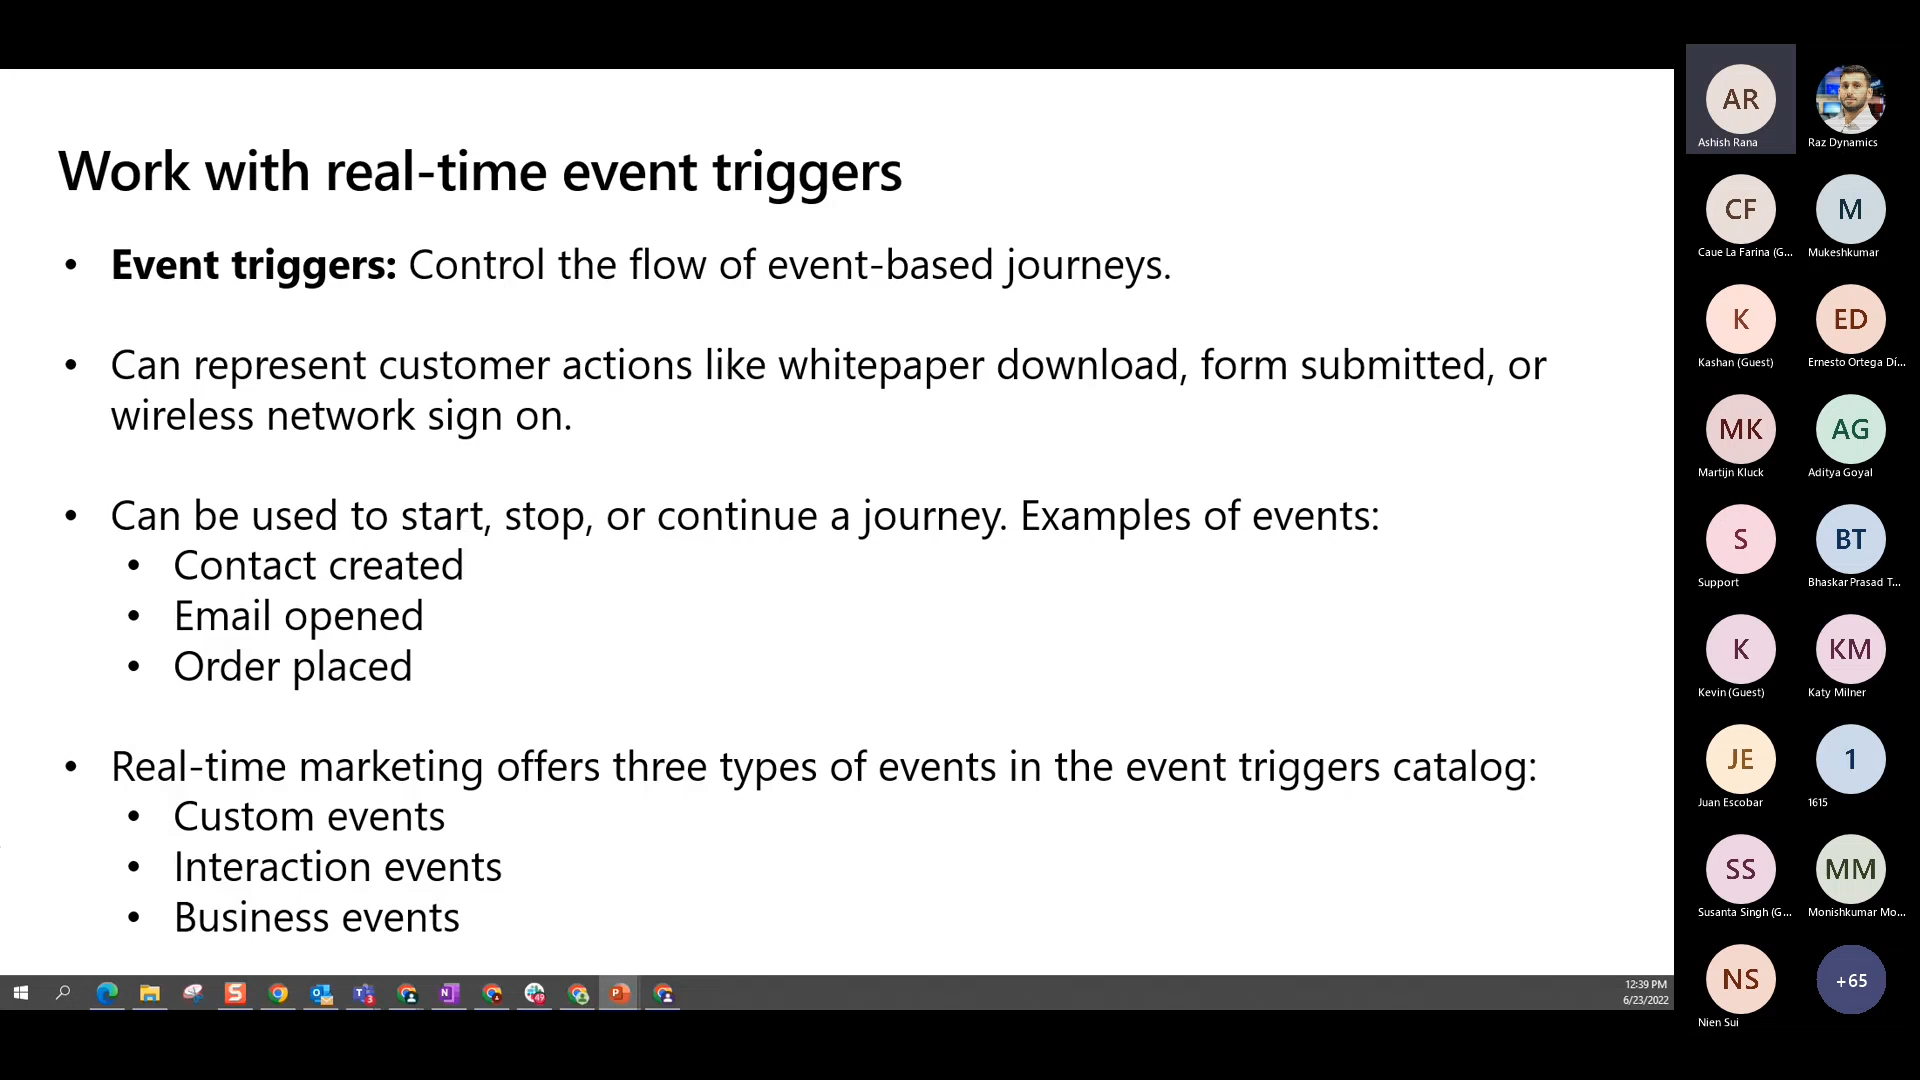 Work with real-time event triggers
• Event triggers: Control the flow of event-based journeys.
• Can represent customer actions like whitepaper download, form submitted, or
wireless network sign on.
• Can be used to start, stop, or continue a journey. Examples of events:
• Contact created
• Email opened
• Order placed
• Real-time marketing offers three types of events in the event triggers catalog:
• Custom events
• Interaction events
• Business events
12:39 PM
6/23/2022
AR
Ashish Rana
Raz Dynamics
CF
Caue La Farina (G...
M
Mukeshkumar
K
Kashan (Guest)
ED
Ernesto Ortega Dí...
MK
Martijn Kluck
AG
Aditya Goyal
S
Support
BT
Bhaskar Prasad T...
K
Kevin (Guest)
KM
Katy Milner
JE
Juan Escobar
1
1615
SS
Susanta Singh (G...
MM
Monishkumar Mo...
NS
Nien Sui
+65